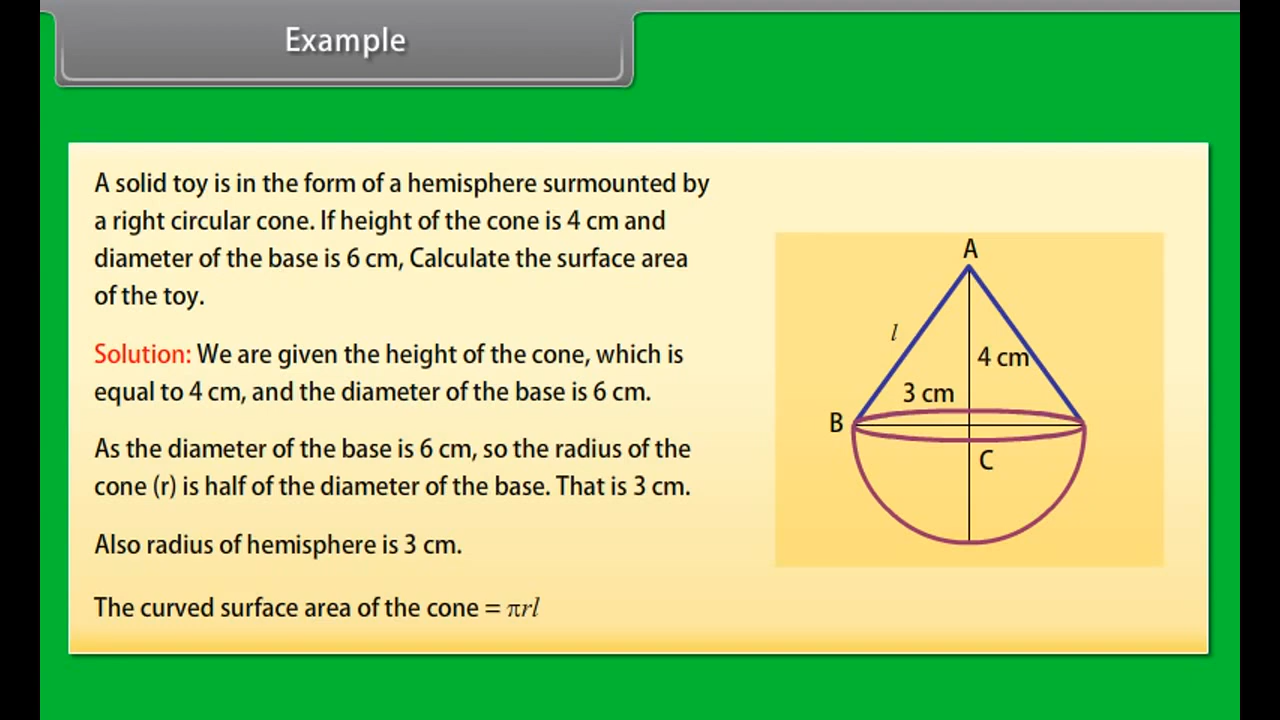 Example
A solid toy is in the form of a hemisphere surmounted by
a right circular cone. If height of the cone is 4 cm and
diameter of the base is 6 cm, Calculate the surface area
of the toy.
Solution: We are given the height of the cone, which is
equal to 4 cm, and the diameter of the base is 6 cm.
As the diameter of the base is 6 cm, so the radius of the
cone (r) is half of the diameter of the base. That is 3 cm.
Also radius of hemisphere is 3 cm.
The curved surface area of the cone = πrl
A
l
4 cm
3 cm
B
C